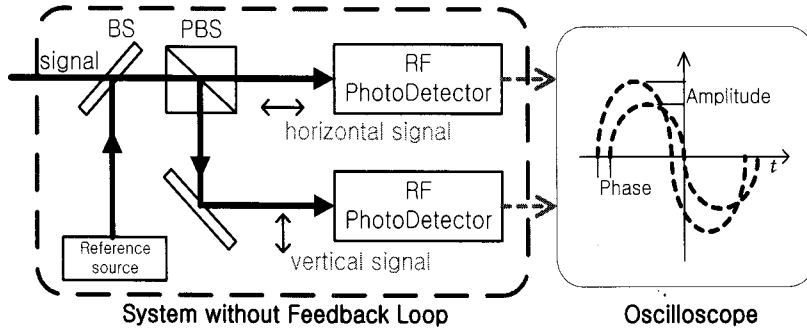 BS
PBS
signal
RF
PhotoDetector
horizontal signal
RF
PhotoDetector
vertical signal
Reference
source
System without Feedback Loop
Amplitude
Phase
t
Oscilloscope